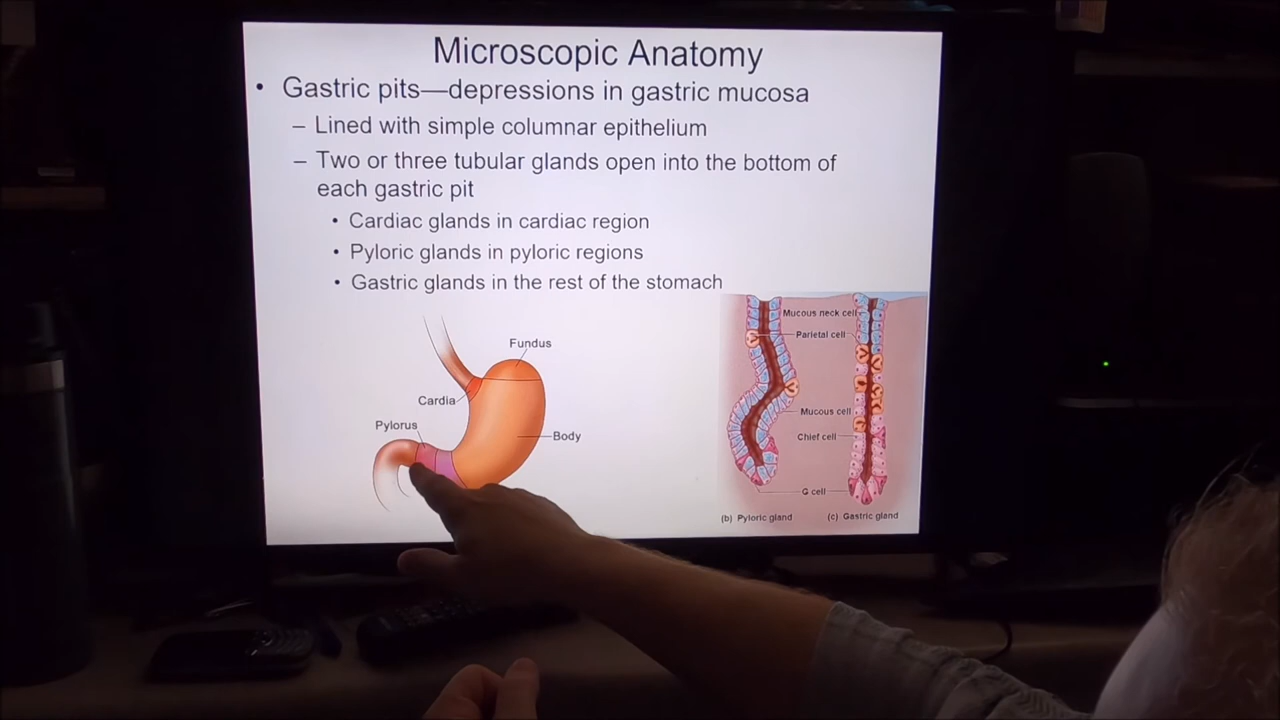 Microscopic Anatomy
• Gastric pits—depressions in gastric mucosa
– Lined with simple columnar epithelium
– Two or three tubular glands open into the bottom of
each gastric pit
• Cardiac glands in cardiac region
• Pyloric glands in pyloric regions
• Gastric glands in the rest of the stomach
Fundus
Cardia
Pylorus
Body
Mucous neck cell
Parietal cell
Mucous cell
Chief cell
G cell
(b) Pyloric gland
(c) Gastric gland